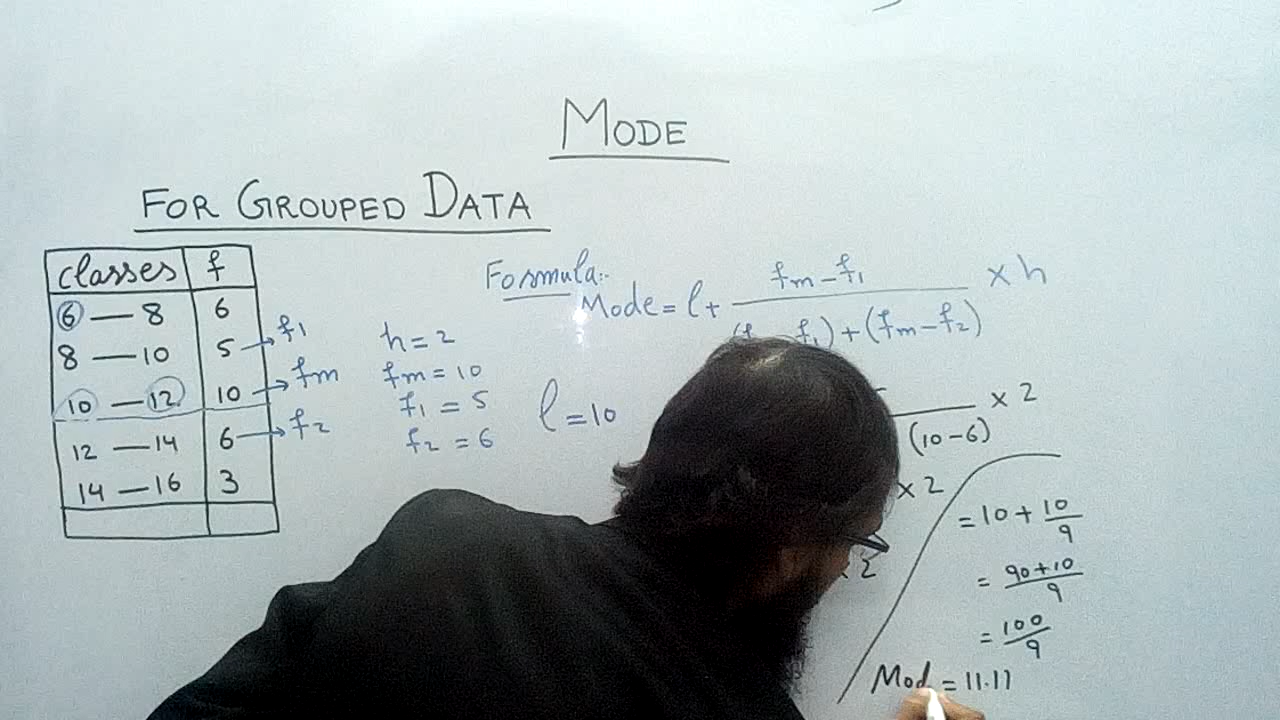 MODE
FOR GROUPED DATA
classes f
6 — 8 6
8 — 10 5 → f₁
10 — 12 10 → fm
12 — 14 6 → f₂
14 — 16 3
h = 2
fm = 10
f₁ = 5
f₂ = 6
l = 10
Formula:-
Mode = l + fm - f₁ / f₁) + (fm - f₂) × h
(10 - 6) × 2
× 2
× 2
= 10 + 10/9
= 90 + 10 / 9
= 100/9
Mod = 11.11